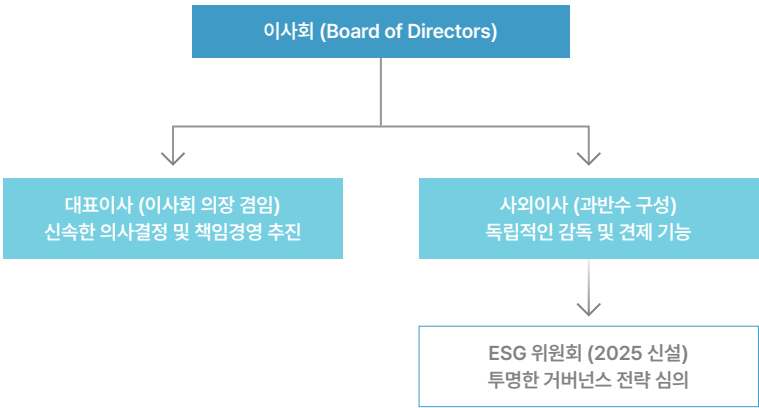 이사회 (Board of Directors)
대표이사 (이사회 의장 겸임)
신속한 의사결정 및 책임경영 추진
사외이사 (과반수 구성)
독립적인 감독 및 견제 기능
ESG 위원회 (2025 신설)
투명한 거버넌스 전략 심의